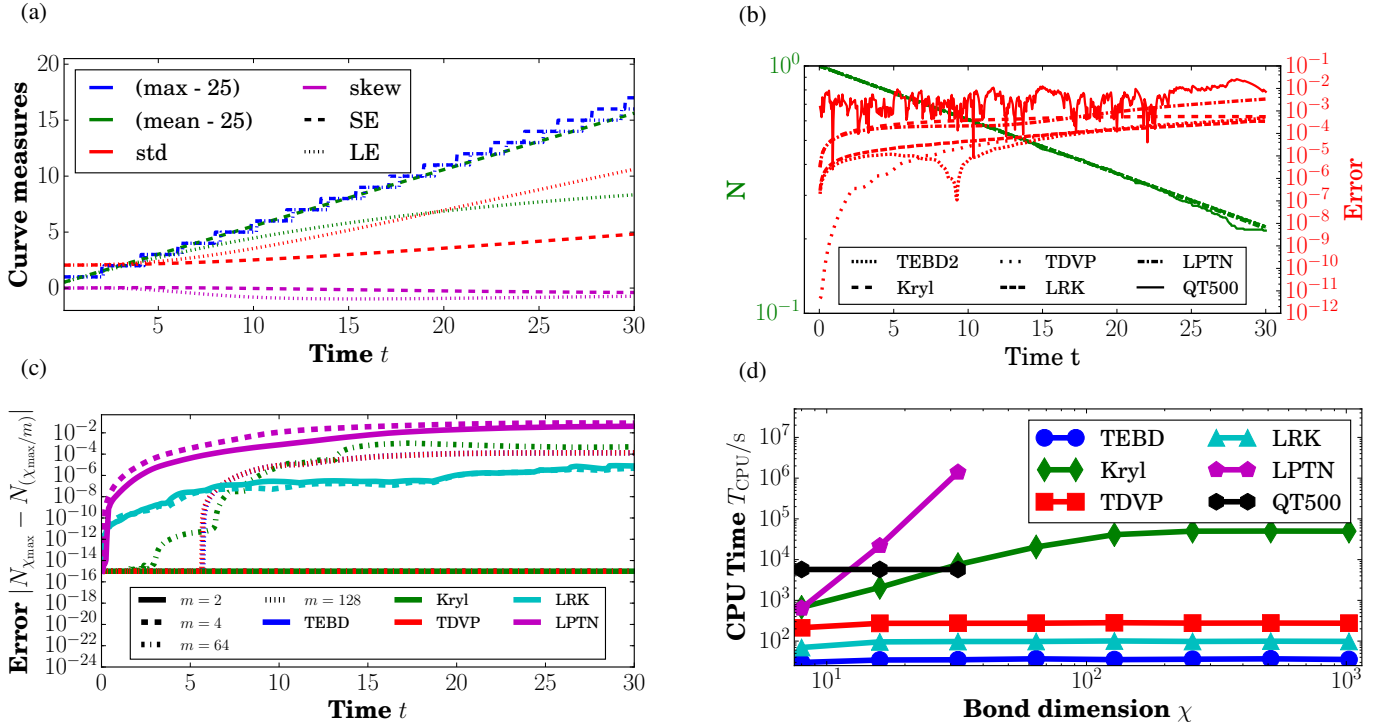 (a)
20
15
10
5
0
Curve measures
(max - 25)
(mean - 25)
std
skew
SE
LE
5
10
15
20
25
30
Time t
(b)
10^0
10^{-1}
N
10^{-1}
10^{-2}
10^{-3}
10^{-4}
10^{-5}
10^{-6}
10^{-7}
10^{-8}
10^{-9}
10^{-10}
10^{-11}
10^{-12}
Error
TEBD2
TDVP
LPTN
Kryl
LRK
QT500
0
5
10
15
20
25
30
Time t
(c)
10^{-2}
10^{-4}
10^{-6}
10^{-8}
10^{-10}
10^{-12}
10^{-14}
10^{-16}
10^{-18}
10^{-20}
10^{-22}
10^{-24}
Error |N_{χ_{max}} − N_{(χ_{max}/m)}|
m = 2
m = 4
m = 64
m = 128
TEBD
Kryl
TDVP
LRK
LPTN
0
5
10
15
20
25
30
Time t
(d)
10^7
10^6
10^5
10^4
10^3
10^2
CPU Time T_{CPU}/s
TEBD
Kryl
TDVP
LRK
LPTN
QT500
10^1
10^2
10^3
Bond dimension χ